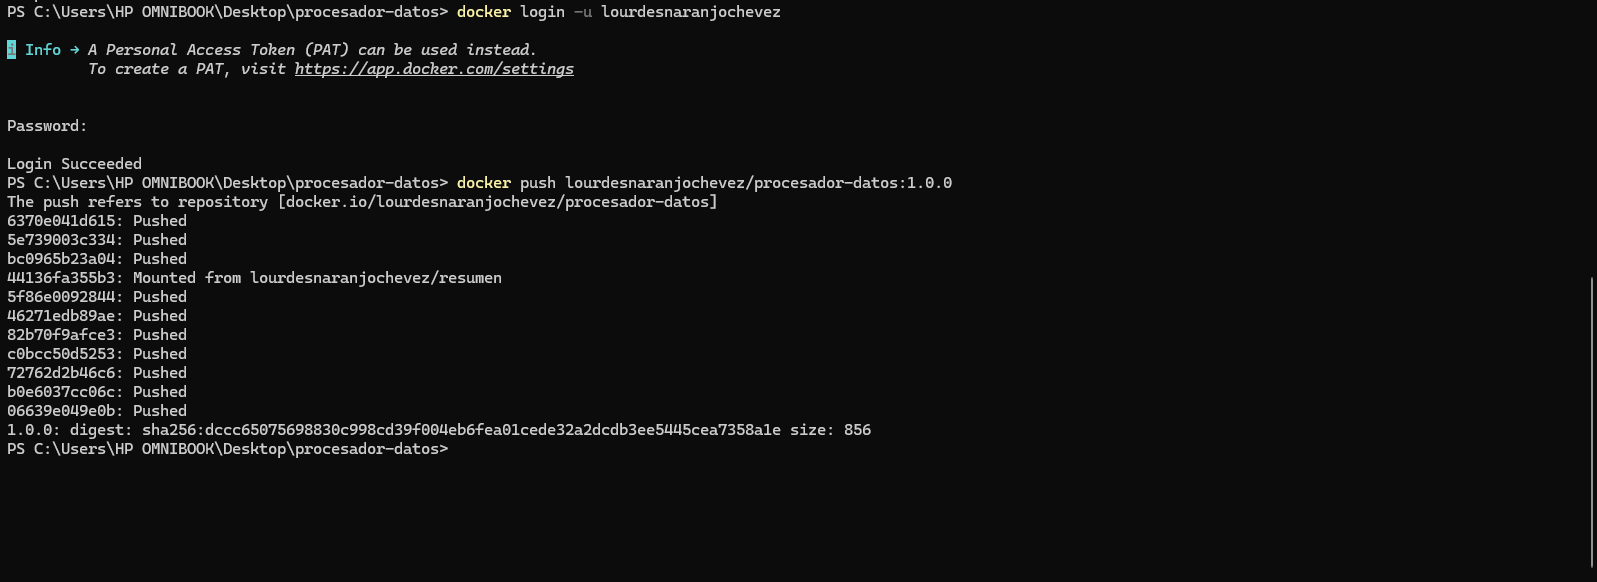 PS C:\Users\HP OMNIBOOK\Desktop\procesador-datos> docker login -u lourdesnaranjochevez
i Info → A Personal Access Token (PAT) can be used instead.
To create a PAT, visit https://app.docker.com/settings
Password:
Login Succeeded
PS C:\Users\HP OMNIBOOK\Desktop\procesador-datos> docker push lourdesnaranjochevez/procesador-datos:1.0.0
The push refers to repository [docker.io/lourdesnaranjochevez/procesador-datos]
6370e041d615: Pushed
5e739003c334: Pushed
bc0965b23a04: Pushed
44136fa355b3: Mounted from lourdesnaranjochevez/resumen
5f86e0092844: Pushed
46271edb89ae: Pushed
82b70f9afce3: Pushed
c0bcc50d5253: Pushed
72762d2b46c6: Pushed
b0e6037cc06c: Pushed
06639e049e0b: Pushed
1.0.0: digest: sha256:dccc65075698830c998cd39f004eb6fea01cede32a2dcdb3ee5445cea7358a1e size: 856
PS C:\Users\HP OMNIBOOK\Desktop\procesador-datos>